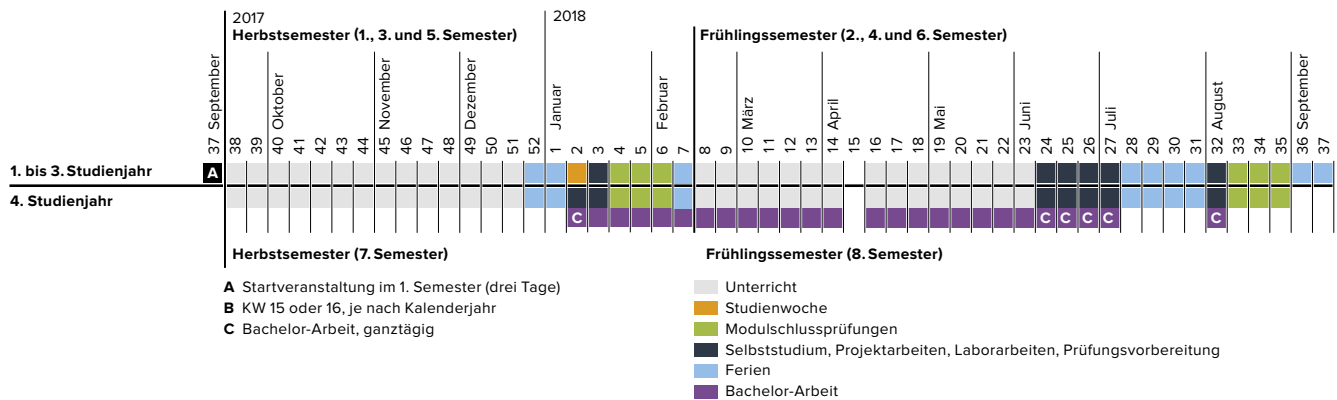 2017
2018
Herbstsemester (1., 3. und 5. Semester)
Frühlingssemester (2., 4. und 6. Semester)
September Oktober November Dezember Januar Februar März April Mai Juni Juli August September
37 38 39 40 41 42 43 44 45 46 47 48 49 50 51 52 1 2 3 4 5 6 7 8 9 10 11 12 13 14 15 16 17 18 19 20 21 22 23 24 25 26 27 28 29 30 31 32 33 34 35 36 37
1. bis 3. Studienjahr
A
4. Studienjahr
C C C C C C
Herbstsemester (7. Semester)
Frühlingssemester (8. Semester)
A Startveranstaltung im 1. Semester (drei Tage)
B KW 15 oder 16, je nach Kalenderjahr
C Bachelor-Arbeit, ganztägig
Unterricht
Studienwoche
Modulschlussprüfungen
Selbststudium, Projektarbeiten, Laborarbeiten, Prüfungsvorbereitung
Ferien
Bachelor-Arbeit